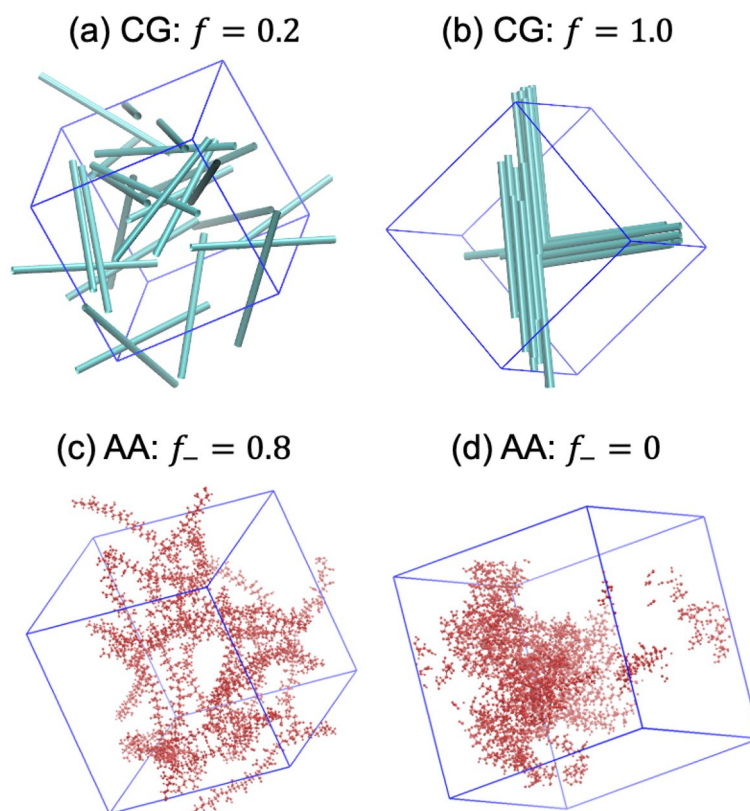 (a) CG: f = 0.2
(b) CG: f = 1.0
(c) AA: f₋ = 0.8
(d) AA: f₋ = 0